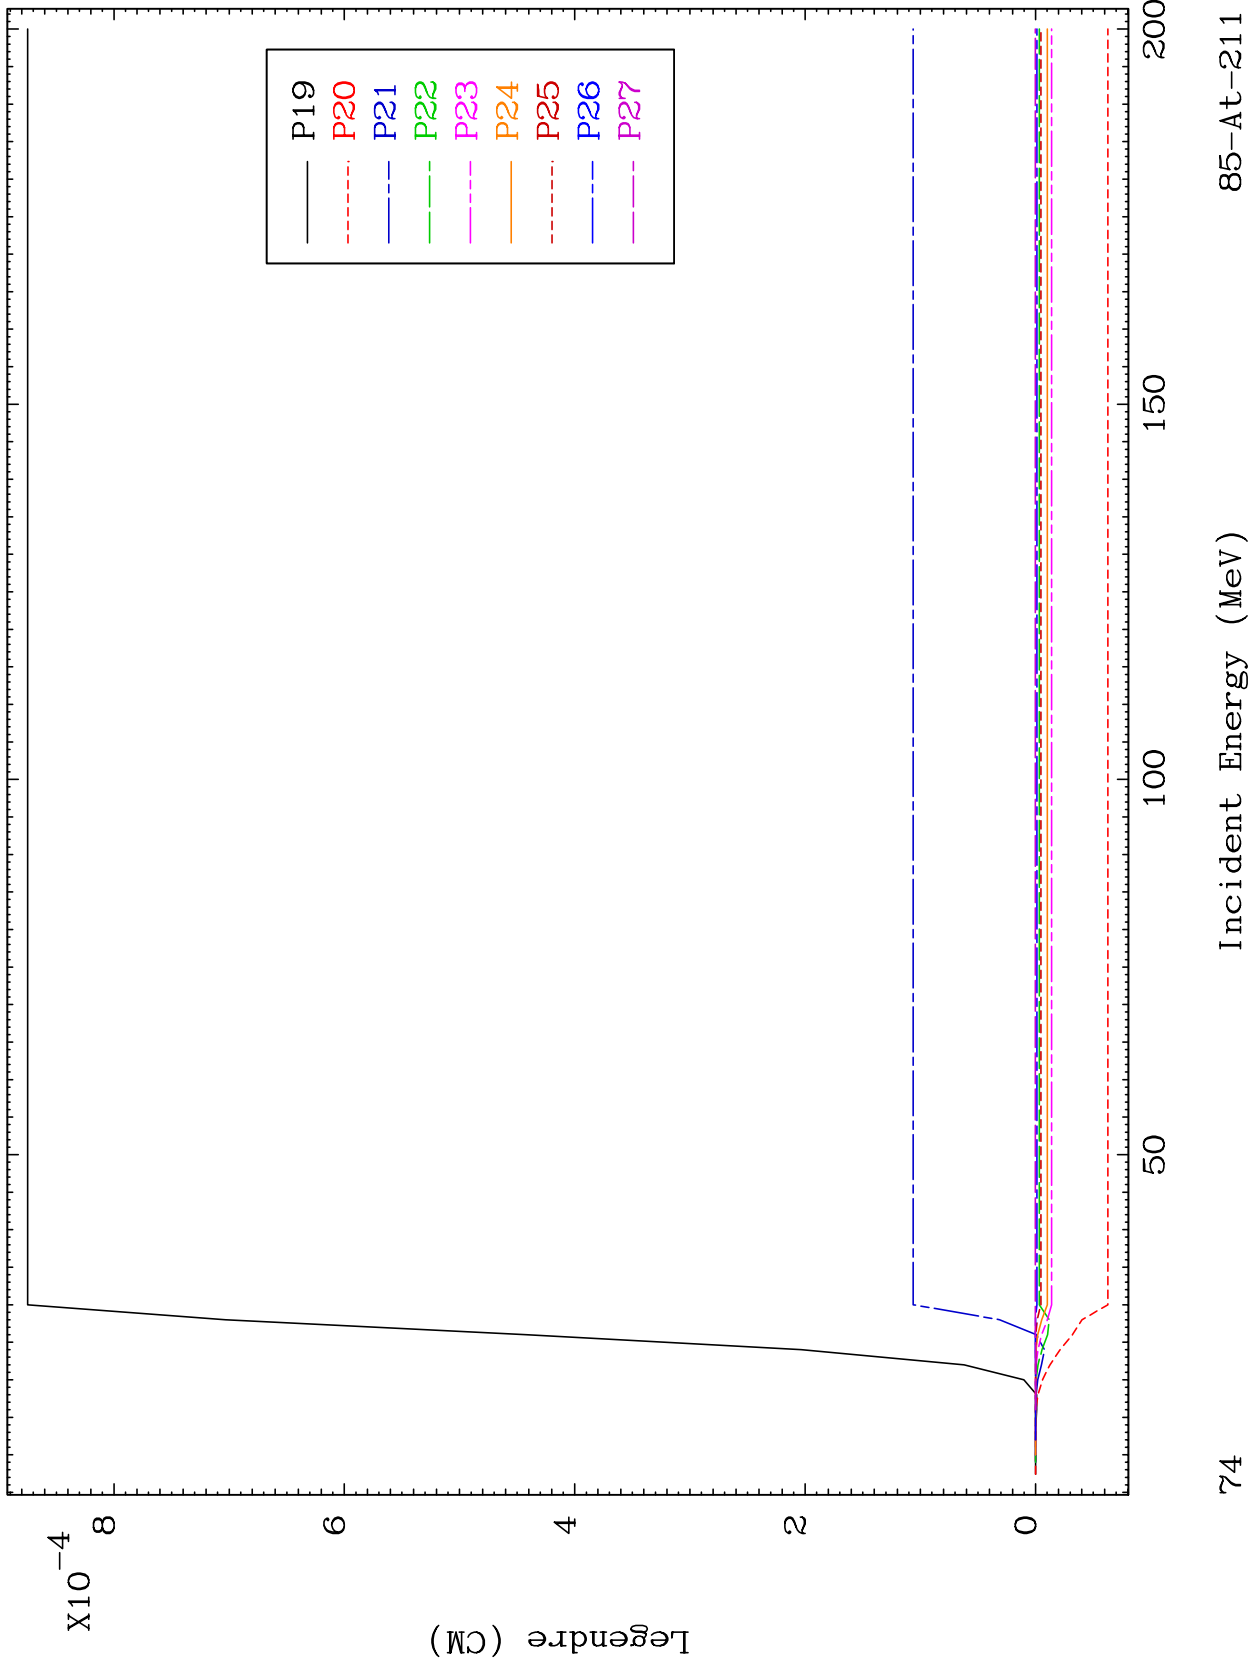 X10-4
Legendre (CM)
8
6
4
2
0
P19
P20
P21
P22
P23
P24
P25
P26
P27
50
100
150
200
Incident Energy (MeV)
74
85-At-211